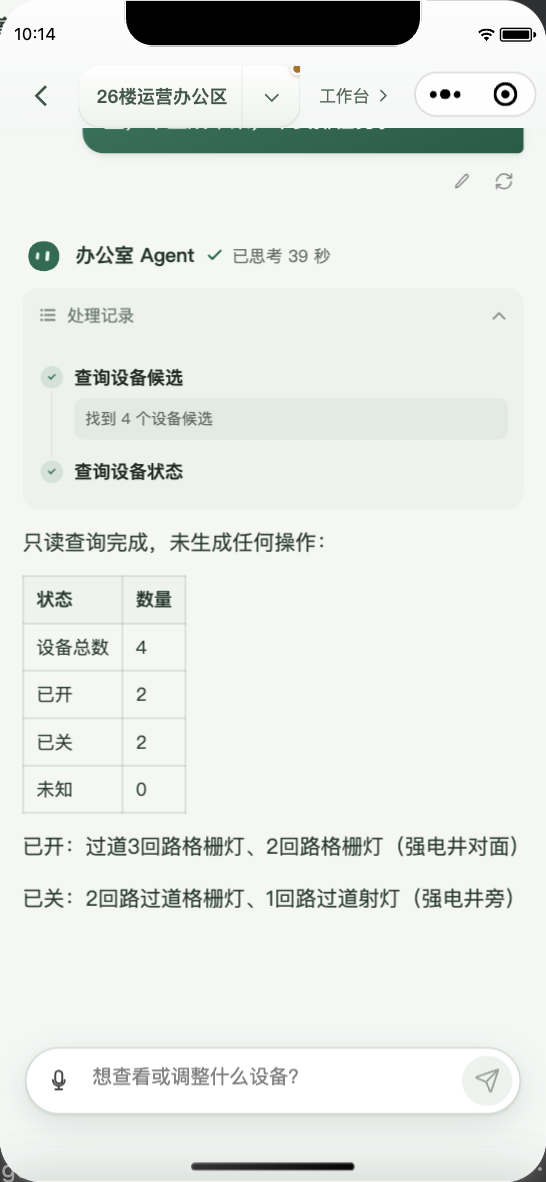 10:14
26楼运营办公区
工作台
办公室 Agent 已思考 39 秒
处理记录
查询设备候选
找到 4 个设备候选
查询设备状态
只读查询完成，未生成任何操作：
状态 数量
设备总数 4
已开 2
已关 2
未知 0
已开：过道3回路格栅灯、2回路格栅灯（强电井对面）
已关：2回路过道格栅灯、1回路过道射灯（强电井旁）
想查看或调整什么设备？